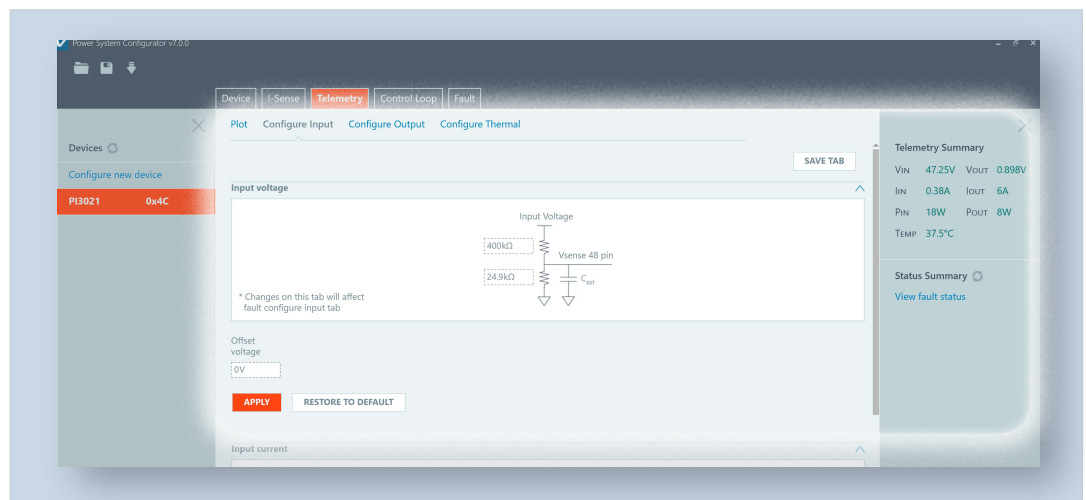 Power System Configurator v7.0.0
Device I-Sense Telemetry Control Loop Fault
Plot Configure Input Configure Output Configure Thermal
Devices
Configure new device
PI3021 0x4C
SAVE TAB
Input voltage
Input Voltage
400kΩ
Vsense 48 pin
24.9kΩ
CEXT
* Changes on this tab will affect
fault configure input tab
Offset
voltage
0V
APPLY RESTORE TO DEFAULT
Input current
Telemetry Summary
VIN 47.25V VOUT 0.898V
IIN 0.38A IOUT 6A
PIN 18W POUT 8W
TEMP 37.5°C
Status Summary
View fault status